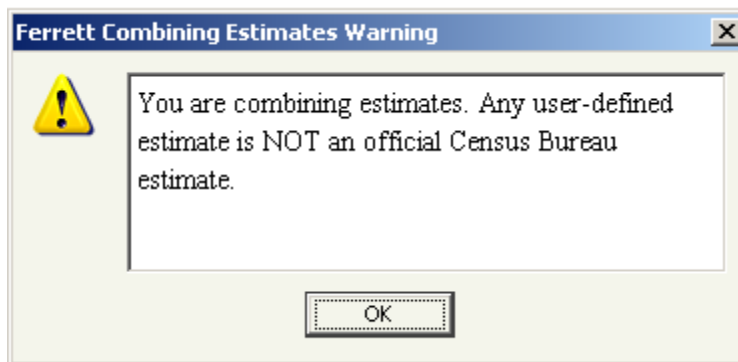 Ferrett Combining Estimates Warning
You are combining estimates. Any user-defined
estimate is NOT an official Census Bureau
estimate.
OK